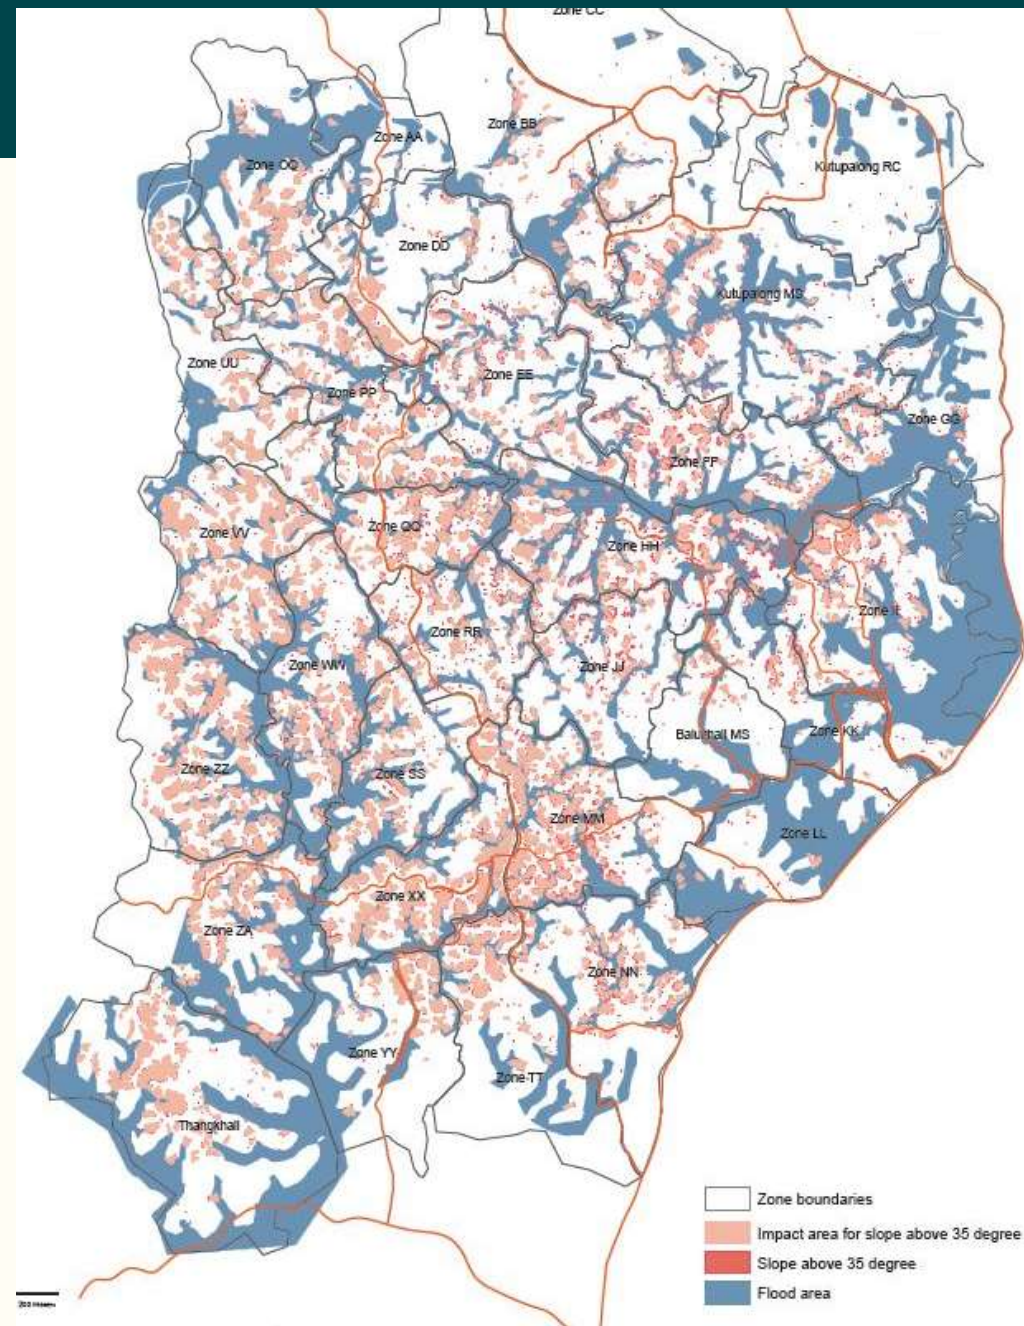 Zone CC
Zone BB
Zone AA
Zone OO
Kutupalong RC
Zone DD
Kutupalong MS
Zone UU
Zone EE
Zone PP
Zone GG
Zone FF
Zone VV
Zone QQ
Zone HH
Zone II
Zone RR
Zone WW
Zone JJ
Balukhali MS
Zone KK
Zone ZZ
Zone SS
Zone MM
Zone LL
Zone XX
Zone ZA
Zone NN
Zone YY
Zone TT
Thangkhali
Zone boundaries
Impact area for slope above 35 degree
Slope above 35 degree
Flood area